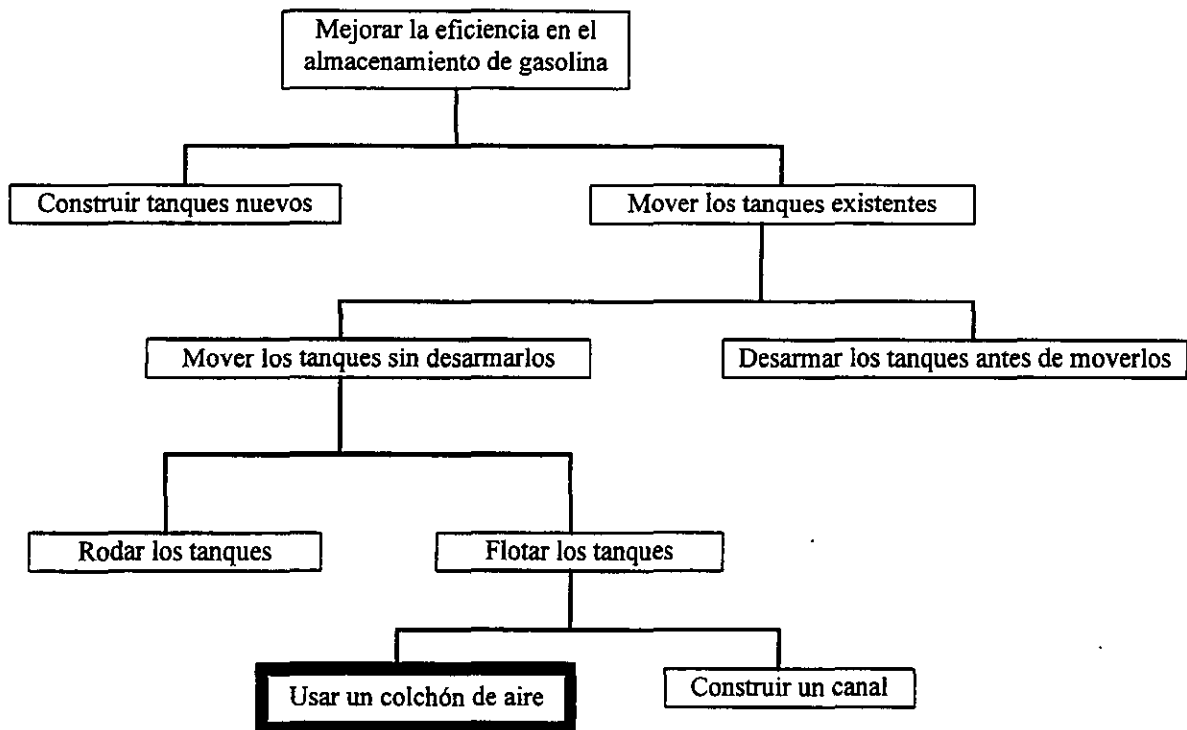 Mejorar la eficiencia en el
almacenamiento de gasolina
Construir tanques nuevos
Mover los tanques existentes
Mover los tanques sin desarmarlos
Desarmar los tanques antes de moverlos
Rodar los tanques
Flotar los tanques
Usar un colchón de aire
Construir un canal